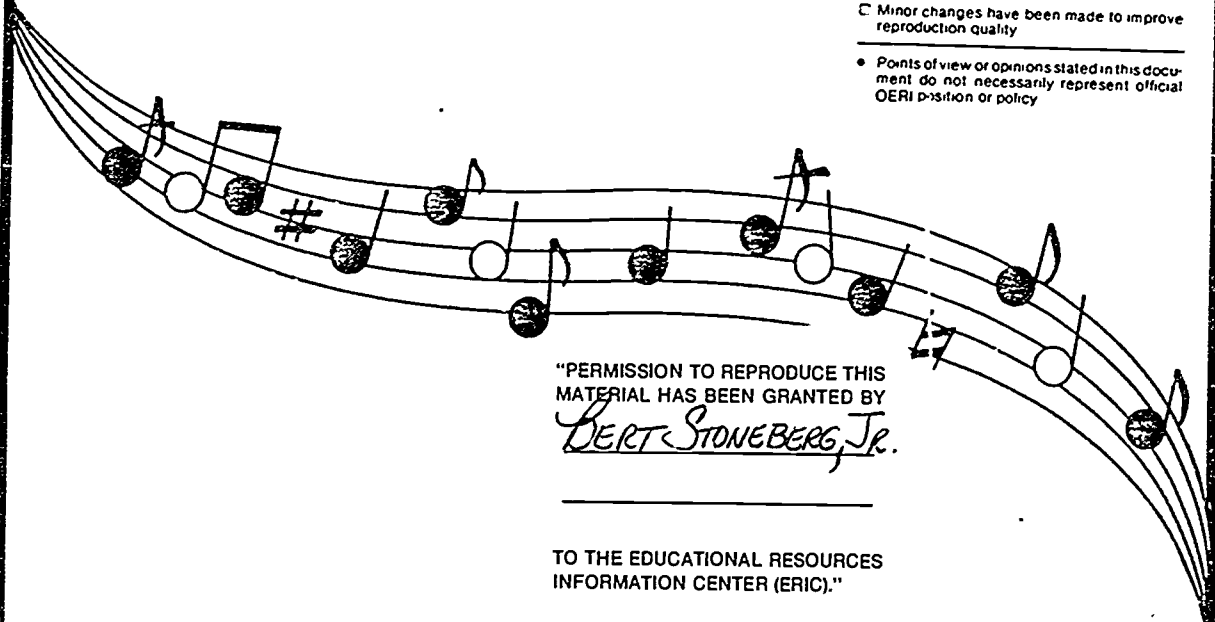 Minor changes have been made to improve
reproduction quality
• Points of view or opinions stated in this docu-
ment do not necessarily represent official
OERI position or policy
"PERMISSION TO REPRODUCE THIS
MATERIAL HAS BEEN GRANTED BY
BERT STONEBERG, JR.
TO THE EDUCATIONAL RESOURCES
INFORMATION CENTER (ERIC)."